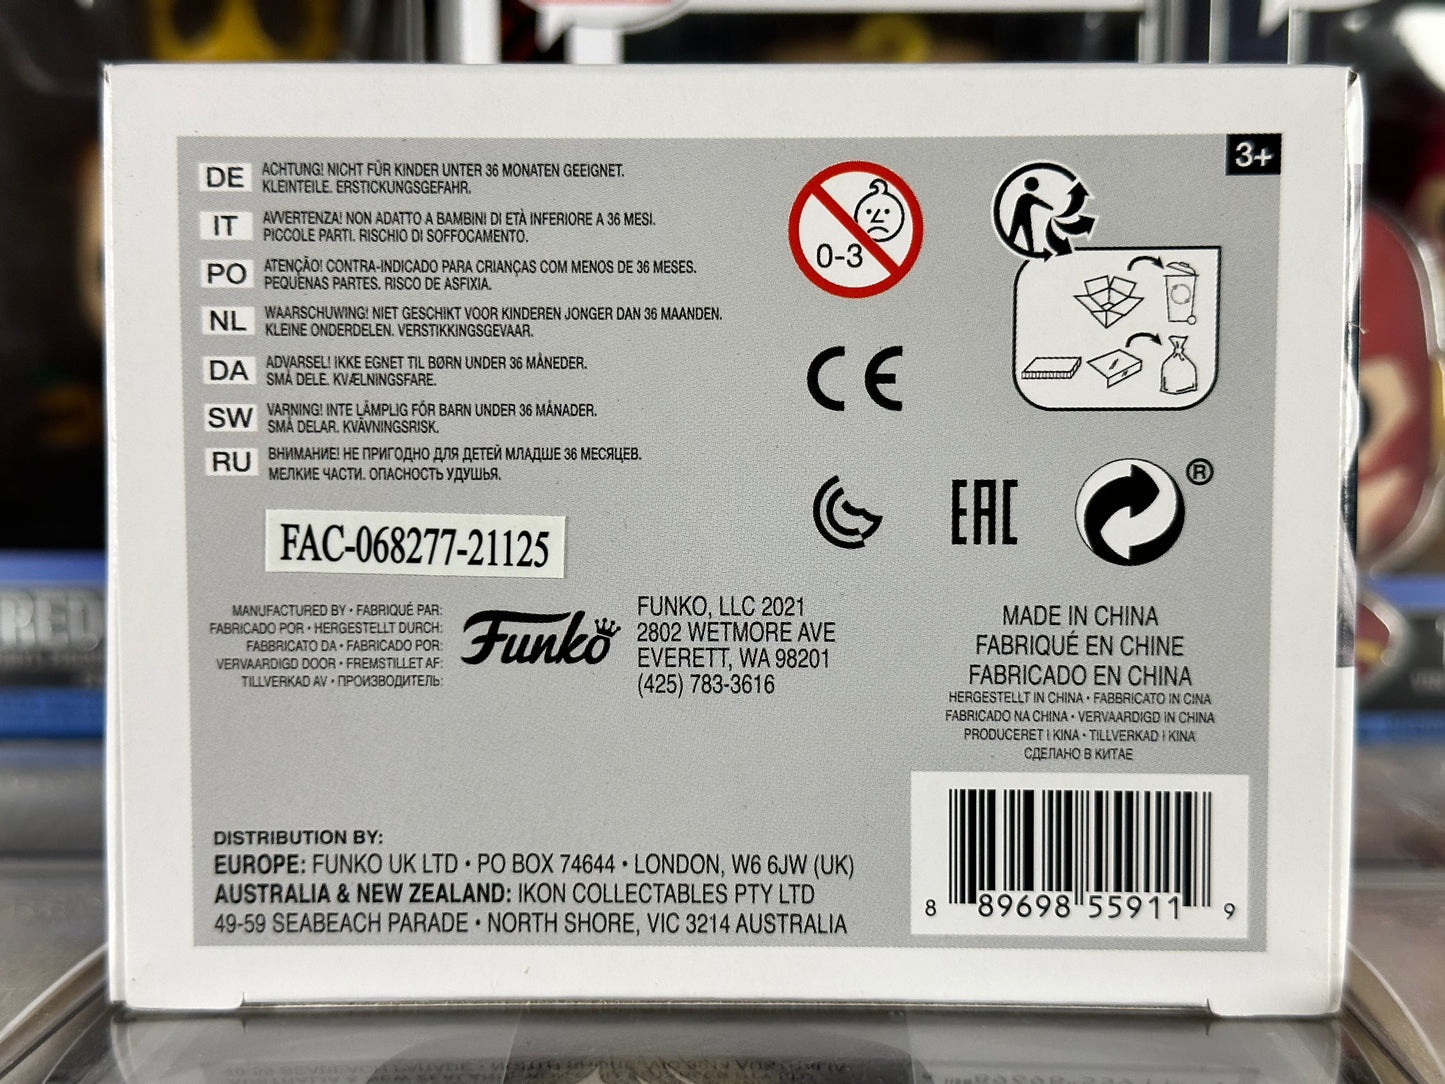 3+
DE
ACHTUNG! NICHT FÜR KINDER UNTER 36 MONATEN GEEIGNET.
KLEINTEILE. ERSTICKUNGSGEFAHR.
IT
AVVERTENZA! NON ADATTO A BAMBINI DI ETÀ INFERIORE A 36 MESI.
PICCOLE PARTI. RISCHIO DI SOFFOCAMENTO.
PO
ATENÇÃO! CONTRA-INDICADO PARA CRIANÇAS COM MENOS DE 36 MESES.
PEQUENAS PARTES. RISCO DE ASFIXIA.
NL
WAARSCHUWING! NIET GESCHIKT VOOR KINDEREN JONGER DAN 36 MAANDEN.
KLEINE ONDERDELEN. VERSTIKKINGSGEVAAR.
DA
ADVARSEL! IKKE EGNET TIL BØRN UNDER 36 MÅNEDER.
SMÅ DELE. KVÆLNINGSFARE.
SW
VARNING! INTE LÄMPLIG FÖR BARN UNDER 36 MÅNADER.
SMÅ DELAR. KVÄVNINGSRISK.
RU
ВНИМАНИЕ! НЕ ПРИГОДНО ДЛЯ ДЕТЕЙ МЛАДШЕ 36 МЕСЯЦЕВ.
МЕЛКИЕ ЧАСТИ. ОПАСНОСТЬ УДУШЬЯ.
0-3
CE
EAC
®
FAC-068277-21125
MANUFACTURED BY • FABRIQUÉ PAR:
FABRICADO POR • HERGESTELLT DURCH:
FABBRICATO DA • FABRICADO POR:
VERVAARDIGD DOOR • FREMSTILLET AF:
TILLVERKAD AV • ПРОИЗВОДИТЕЛЬ:
Funko
FUNKO, LLC 2021
2802 WETMORE AVE
EVERETT, WA 98201
(425) 783-3616
MADE IN CHINA
FABRIQUÉ EN CHINE
FABRICADO EN CHINA
HERGESTELLT IN CHINA • FABBRICATO IN CINA
FABRICADO NA CHINA • VERVAARDIGD IN CHINA
PRODUCERET I KINA • TILLVERKAD I KINA
СДЕЛАНО В КИТАЕ
DISTRIBUTION BY:
EUROPE: FUNKO UK LTD • PO BOX 74644 • LONDON, W6 6JW (UK)
AUSTRALIA & NEW ZEALAND: IKON COLLECTABLES PTY LTD
49-59 SEABEACH PARADE • NORTH SHORE, VIC 3214 AUSTRALIA
8 89698 55911 9